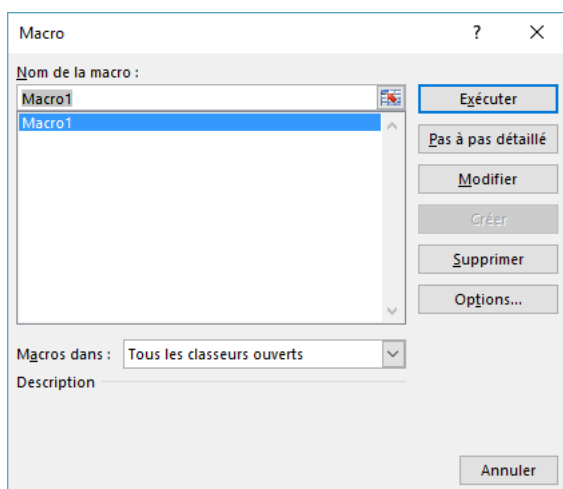 Macro
?
Nom de la macro :
Macro1
Macro1
Exécuter
Pas à pas détaillé
Modifier
Créer
Supprimer
Options...
Macros dans : Tous les classeurs ouverts
Description
Annuler